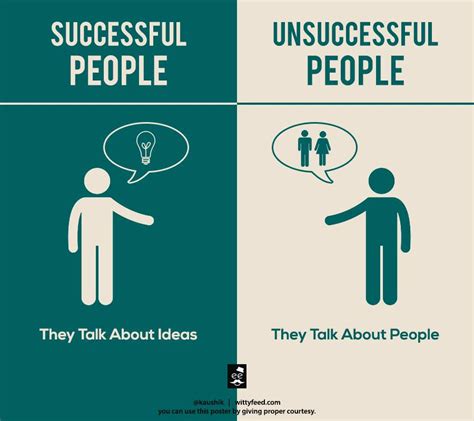 SUCCESSFUL
PEOPLE
They Talk About Ideas
UNSUCCESSFUL
PEOPLE
They Talk About People
@kaushik | wittyfeed.com
you can use this poster by giving proper courtesy.